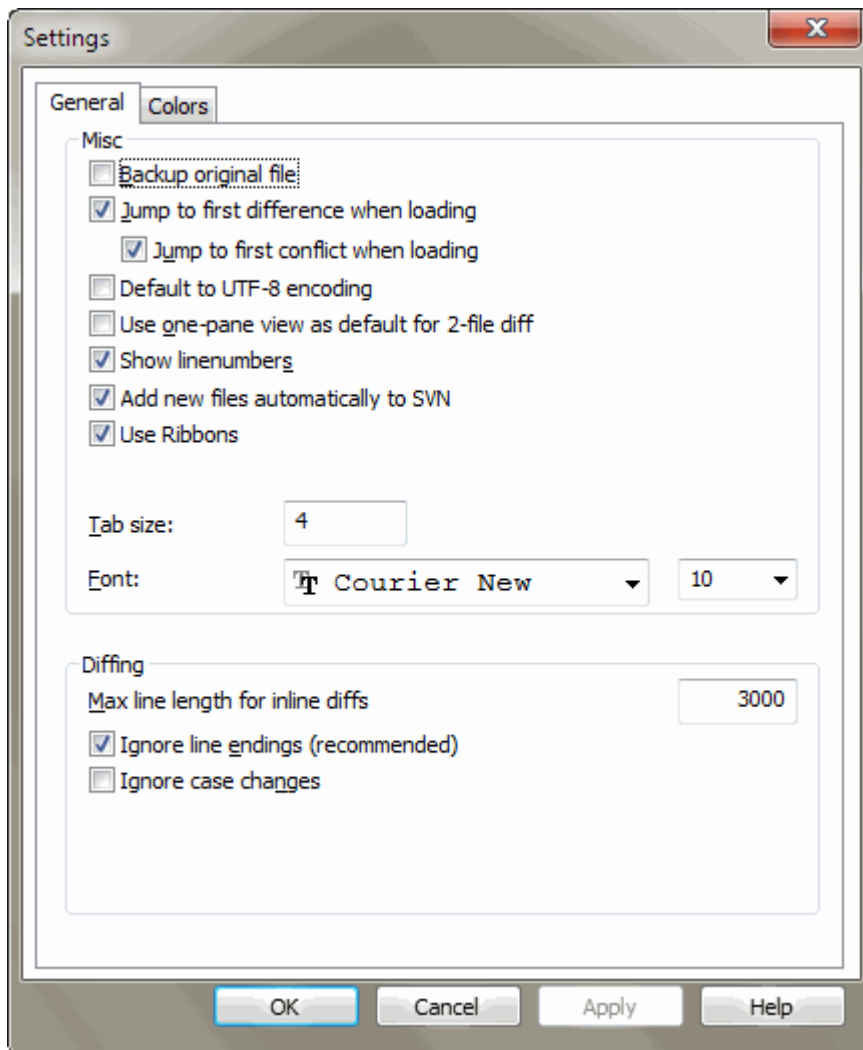 Settings
General Colors
Misc
Backup original file
Jump to first difference when loading
Jump to first conflict when loading
Default to UTF-8 encoding
Use one-pane view as default for 2-file diff
Show linenumbers
Add new files automatically to SVN
Use Ribbons
Tab size: 4
Font: Courier New 10
Diffing
Max line length for inline diffs 3000
Ignore line endings (recommended)
Ignore case changes
OK Cancel Apply Help